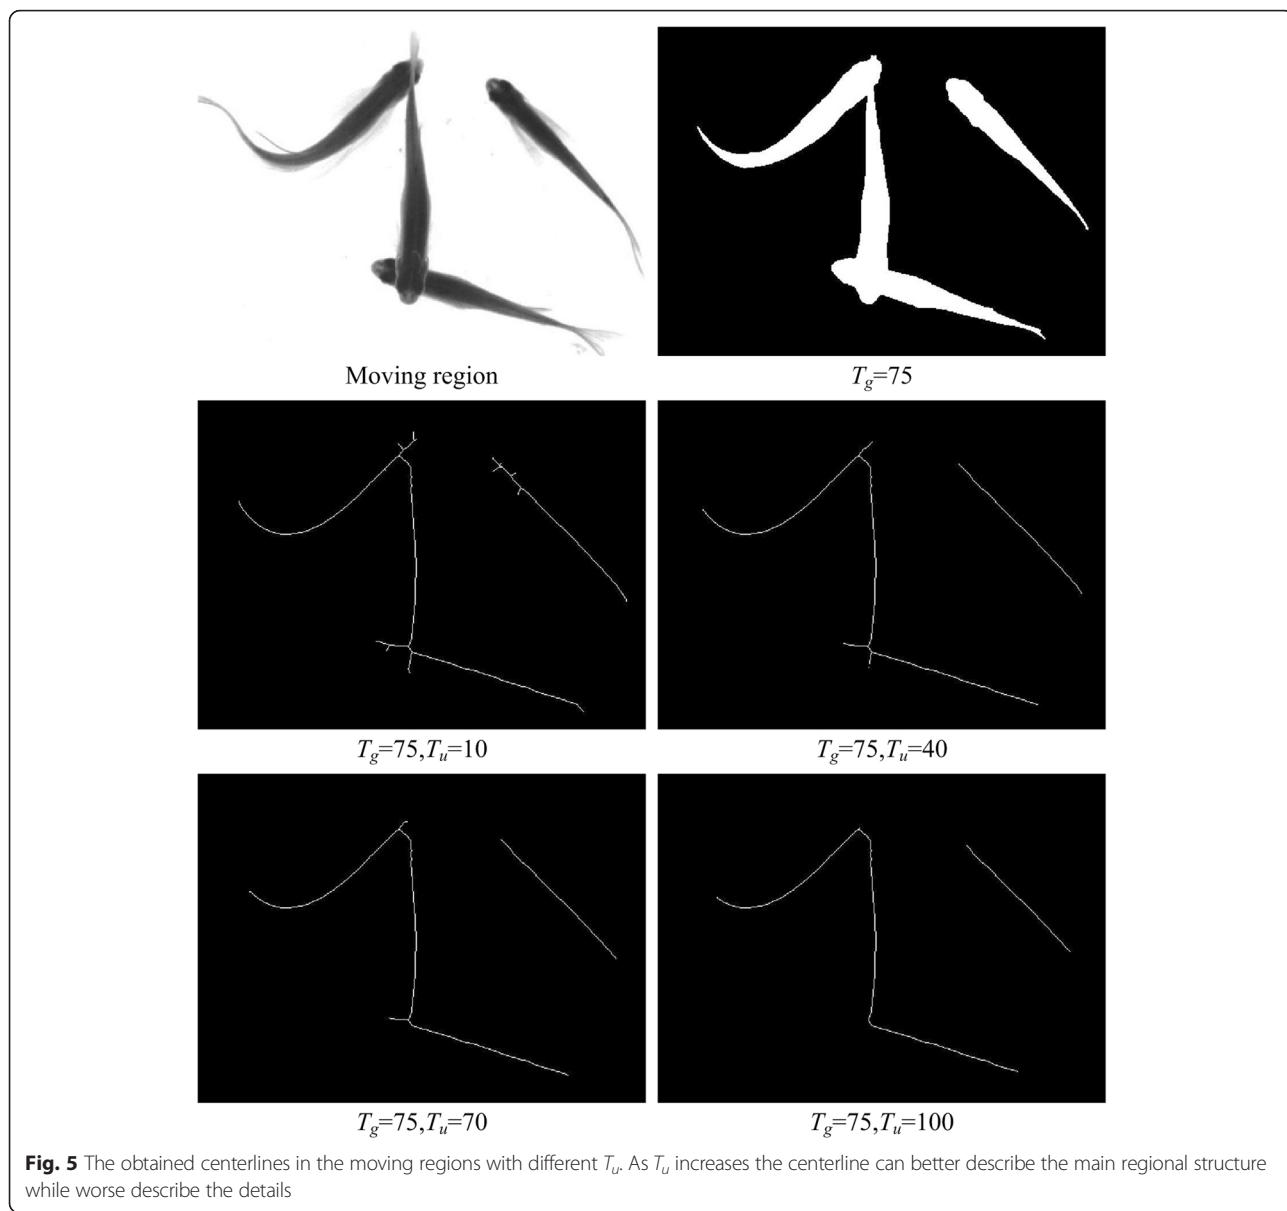 Moving region
T_g=75
T_g=75,T_u=10
T_g=75,T_u=40
T_g=75,T_u=70
T_g=75,T_u=100
Fig. 5 The obtained centerlines in the moving regions with different T_u. As T_u increases the centerline can better describe the main regional structure
while worse describe the details